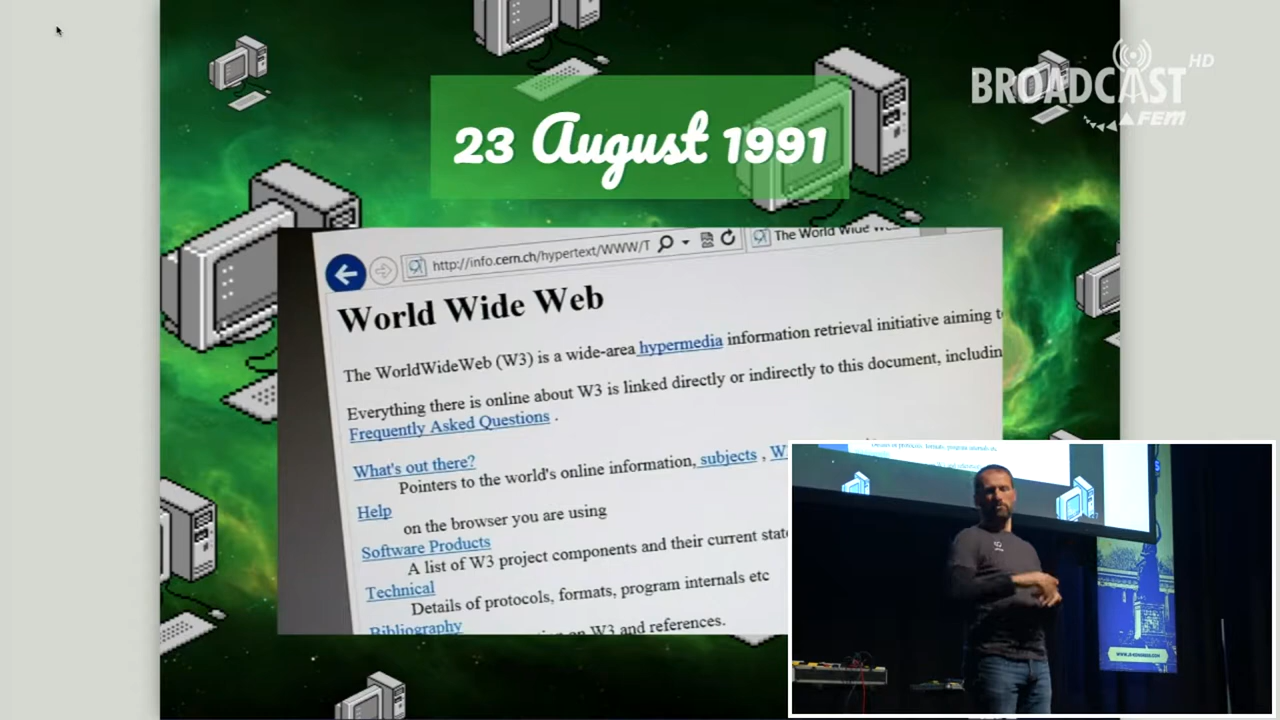 BROADCAST HD
FEM
23 August 1991
http://info.cern.ch/hypertext/WWW/T
The World Wide We
World Wide Web
The WorldWideWeb (W3) is a wide-area hypermedia information retrieval initiative aiming to
Everything there is online about W3 is linked directly or indirectly to this document, includin
Frequently Asked Questions .
What's out there?
Pointers to the world's online information, subjects , W
Help
on the browser you are using
Software Products
A list of W3 project components and their current state
Technical
Details of protocols, formats, program internals etc
Bibliography
on W3 and references.